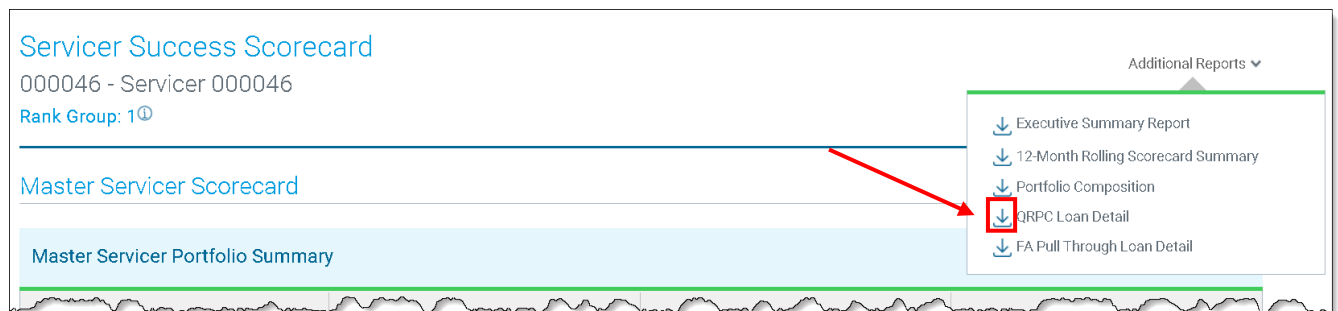 Servicer Success Scorecard
000046 - Servicer 000046
Rank Group: 1
Additional Reports
Executive Summary Report
12-Month Rolling Scorecard Summary
Portfolio Composition
QRPC Loan Detail
FA Pull Through Loan Detail
Master Servicer Scorecard
Master Servicer Portfolio Summary